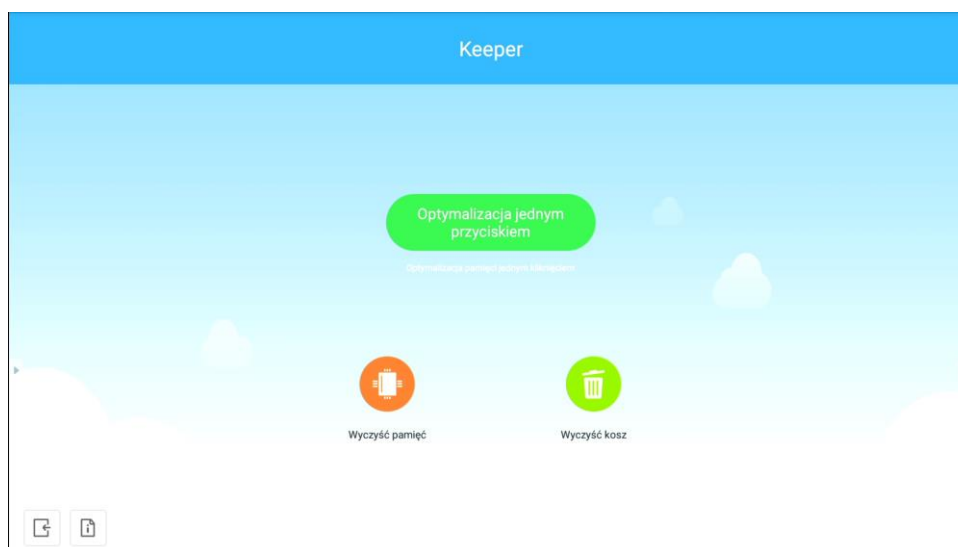 Keeper
Optymalizacja jednym
przyciskiem
Optymalizacja pamięci jednym kliknięciem
Wyczyść pamięć
Wyczyść kosz